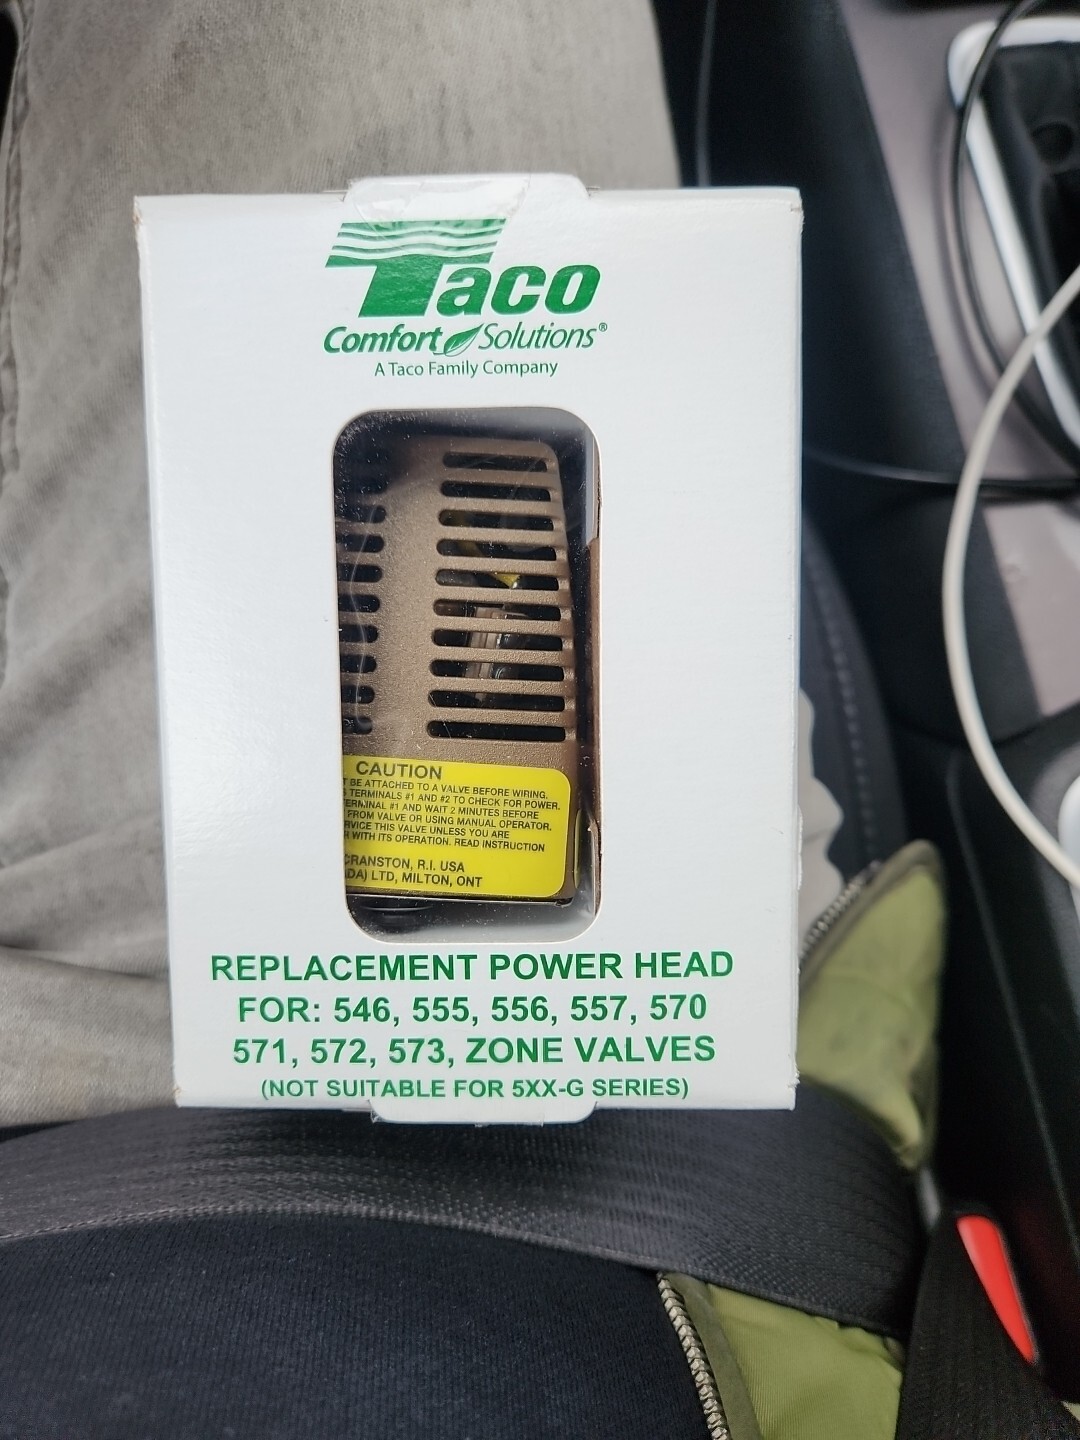 Taco
Comfort Solutions®
A Taco Family Company
CAUTION
BE ATTACHED TO A VALVE BEFORE WIRING.
TERMINALS #1 AND #2 TO CHECK FOR POWER.
#1 AND WAIT 2 MINUTES BEFORE
FROM VALVE OR USING MANUAL OPERATOR.
THIS VALVE UNLESS YOU ARE
WITH ITS OPERATION. READ INSTRUCTION
CRANSTON, R.I. USA
LTD, MILTON, ONT
REPLACEMENT POWER HEAD
FOR: 546, 555, 556, 557, 570
571, 572, 573, ZONE VALVES
(NOT SUITABLE FOR 5XX-G SERIES)